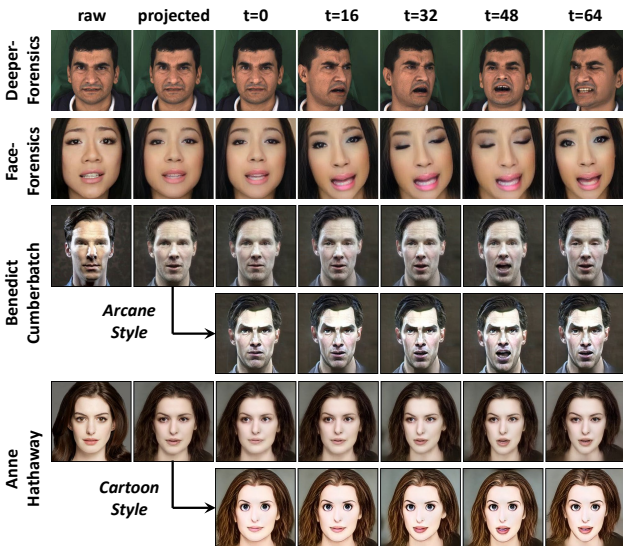 raw projected t=0 t=16 t=32 t=48 t=64
Deeper-
Forensics
Face-
Forensics
Benedict
Cumberbatch
Arcane
Style
Anne
Hathaway
Cartoon
Style